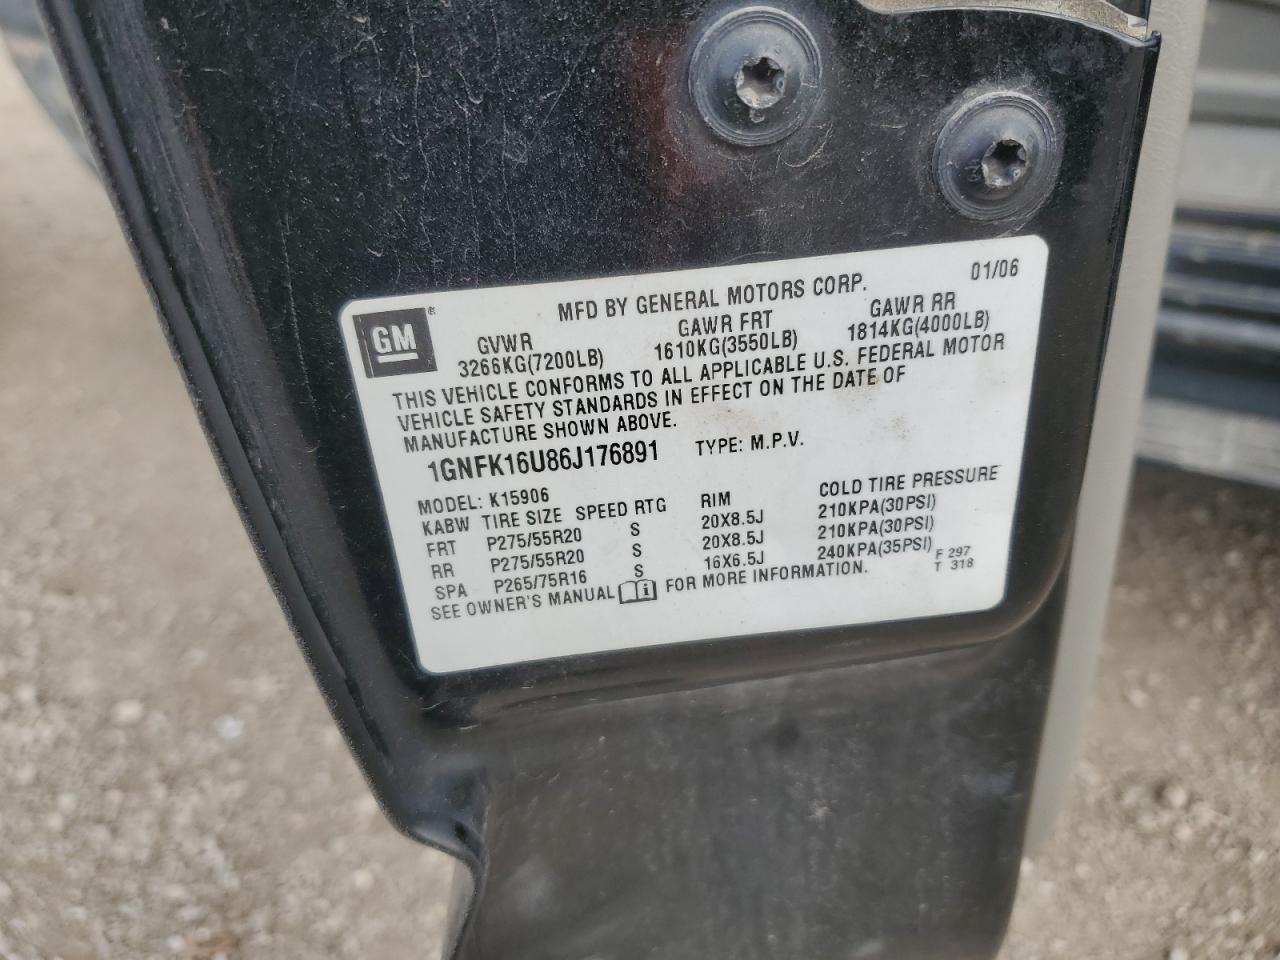 MFD BY GENERAL MOTORS CORP. 01/06
GM ®
GVWR GAWR FRT GAWR RR
3266KG(7200LB) 1610KG(3550LB) 1814KG(4000LB)
THIS VEHICLE CONFORMS TO ALL APPLICABLE U.S. FEDERAL MOTOR
VEHICLE SAFETY STANDARDS IN EFFECT ON THE DATE OF
MANUFACTURE SHOWN ABOVE.
1GNFK16U86J176891 TYPE: M.P.V.
MODEL: K15906
KABW TIRE SIZE SPEED RTG RIM COLD TIRE PRESSURE
FRT P275/55R20 S 20X8.5J 210KPA(30PSI)
RR P275/55R20 S 20X8.5J 210KPA(30PSI)
SPA P265/75R16 S 16X6.5J 240KPA(35PSI)
SEE OWNER'S MANUAL FOR MORE INFORMATION.
F 297
T 318